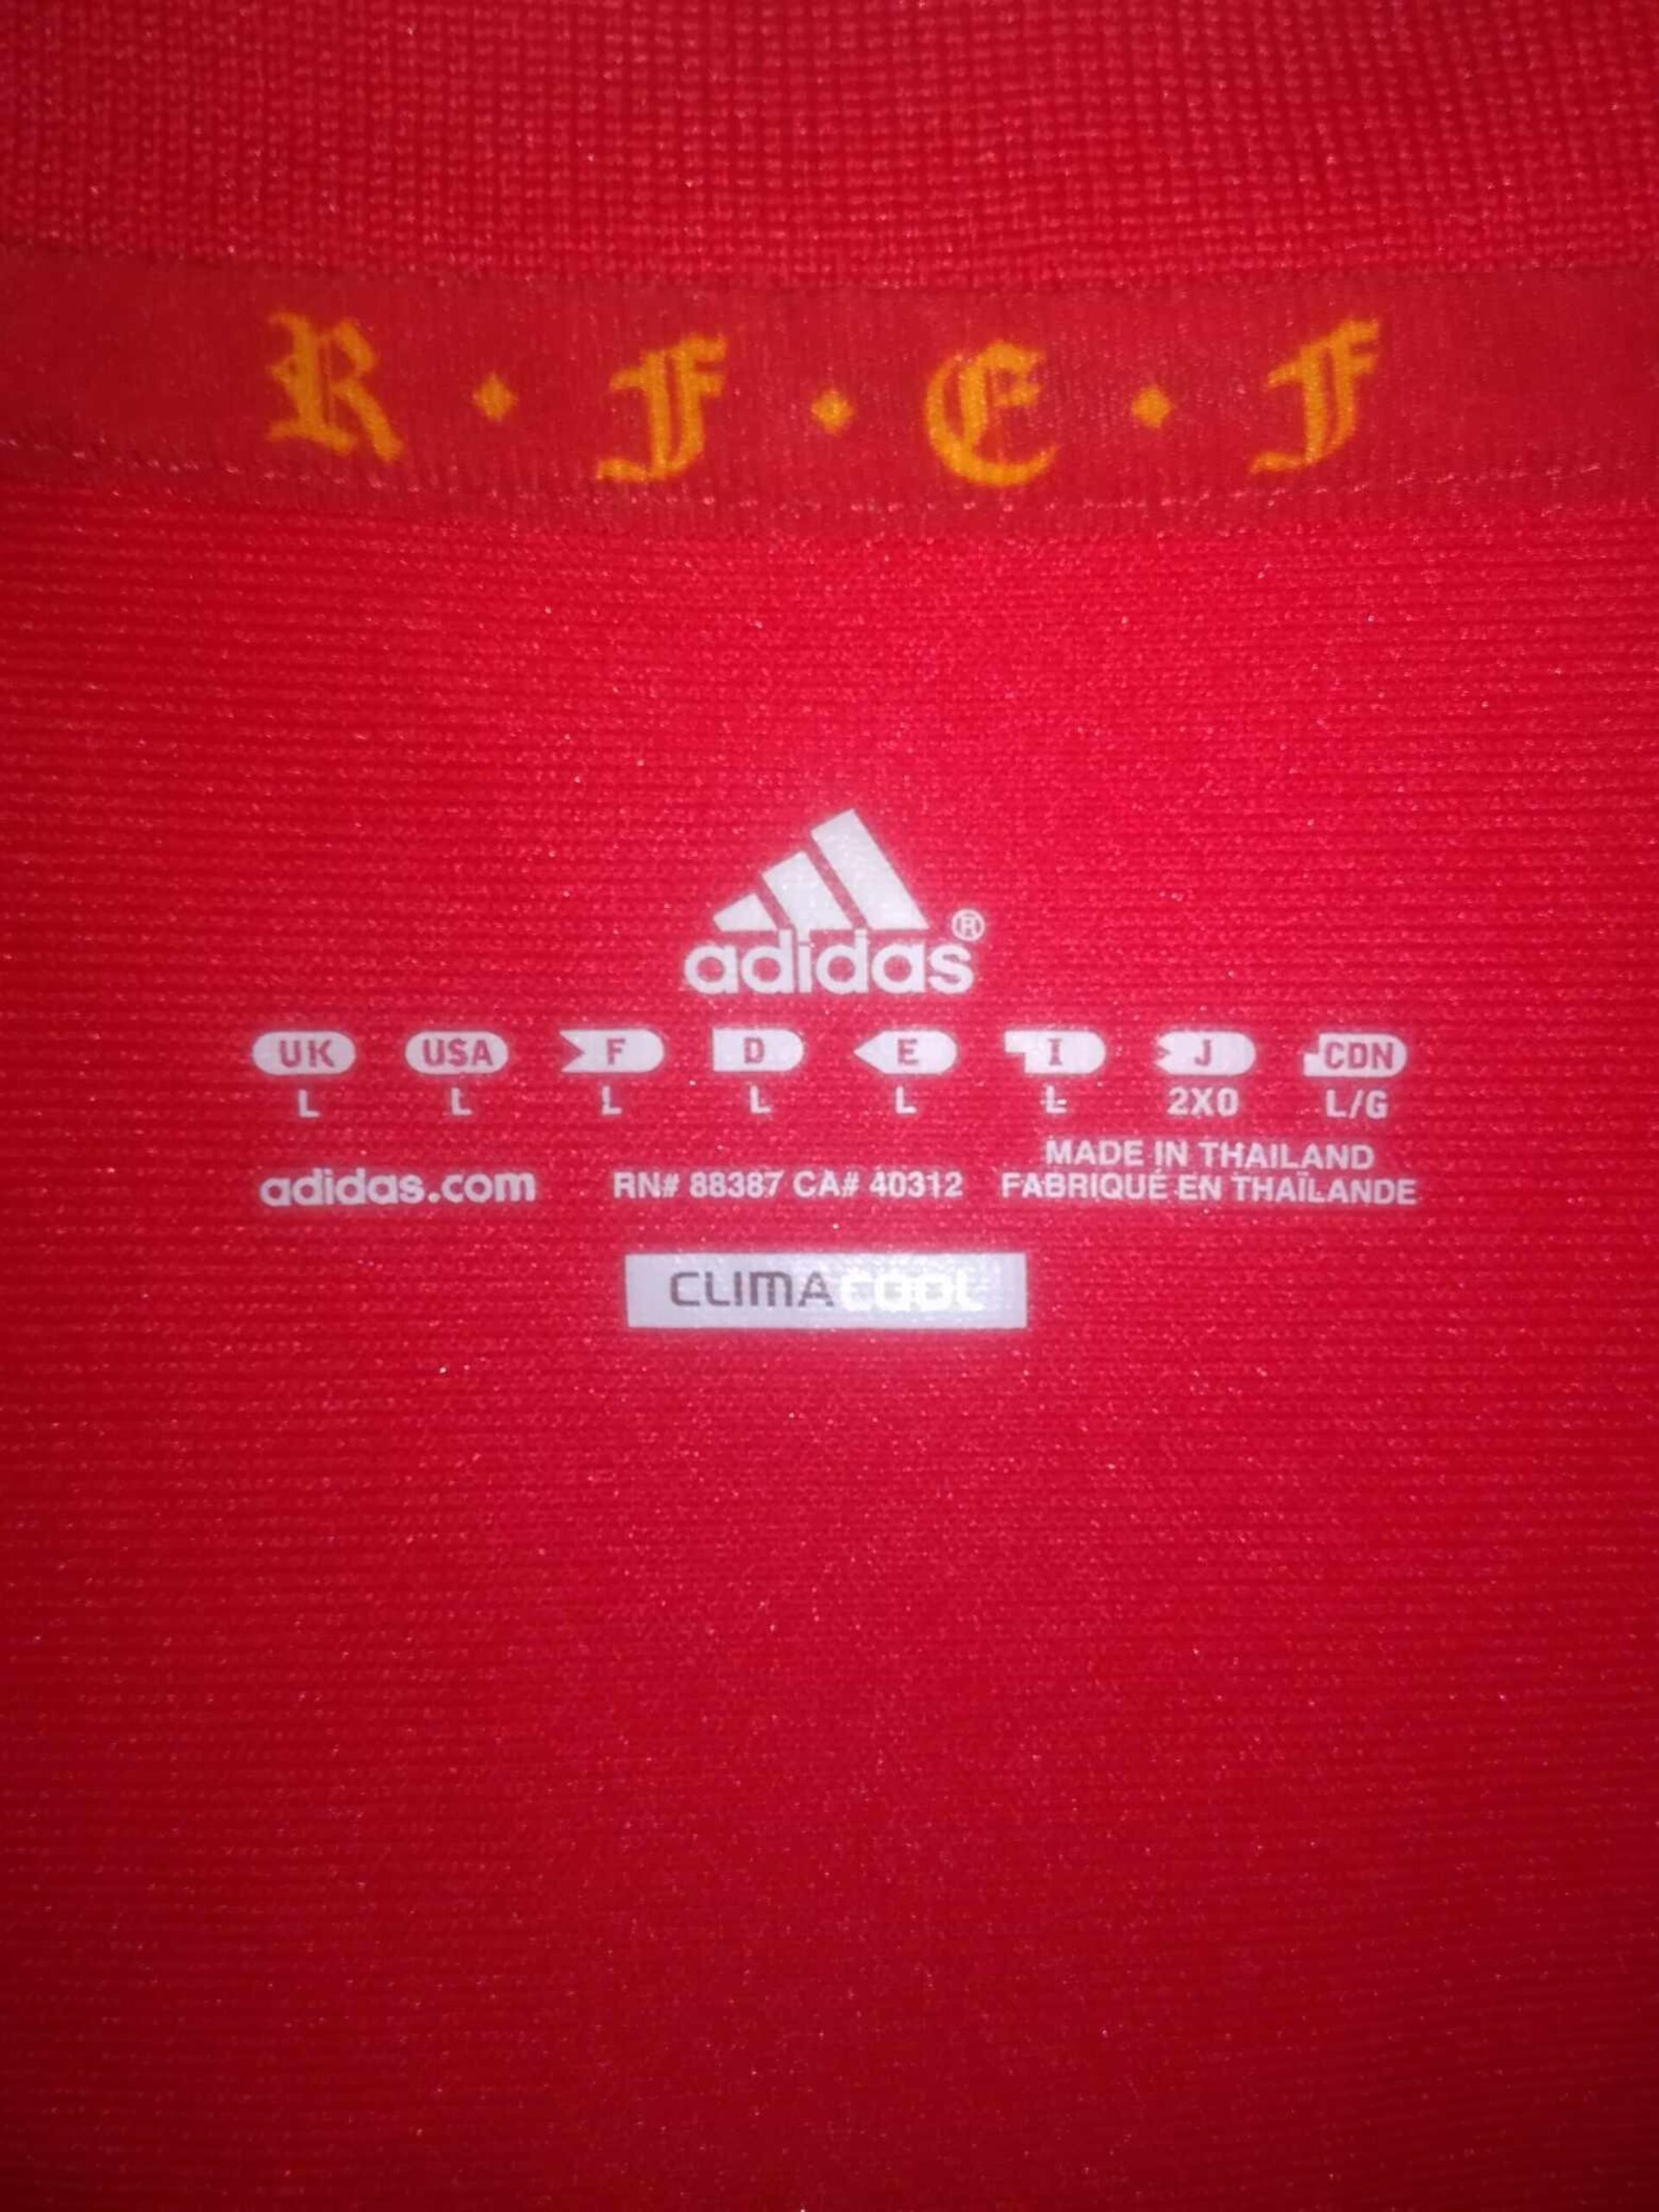 R · F · E · F
adidas®
UK USA F D E I J CDN
L L L L L L 2XO L/G
adidas.com RN# 88387 CA# 40312 MADE IN THAILAND
FABRIQUÉ EN THAÏLANDE
CLIMACOOL